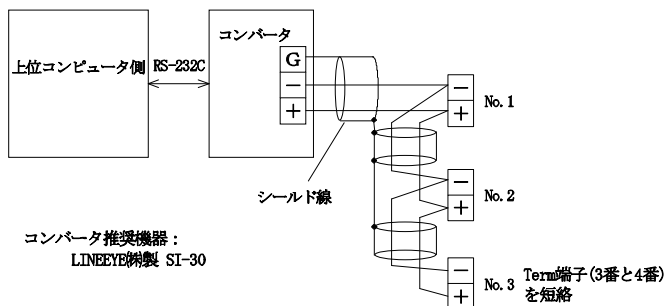 上位コンピュータ側
RS-232C
コンバータ
G
−
+
シールド線
コンバータ推奨機器：
LINEEYE㈱製 SI-30
−
+
No.1
−
+
No.2
−
+
No.3
Term端子(3番と4番)
を短絡